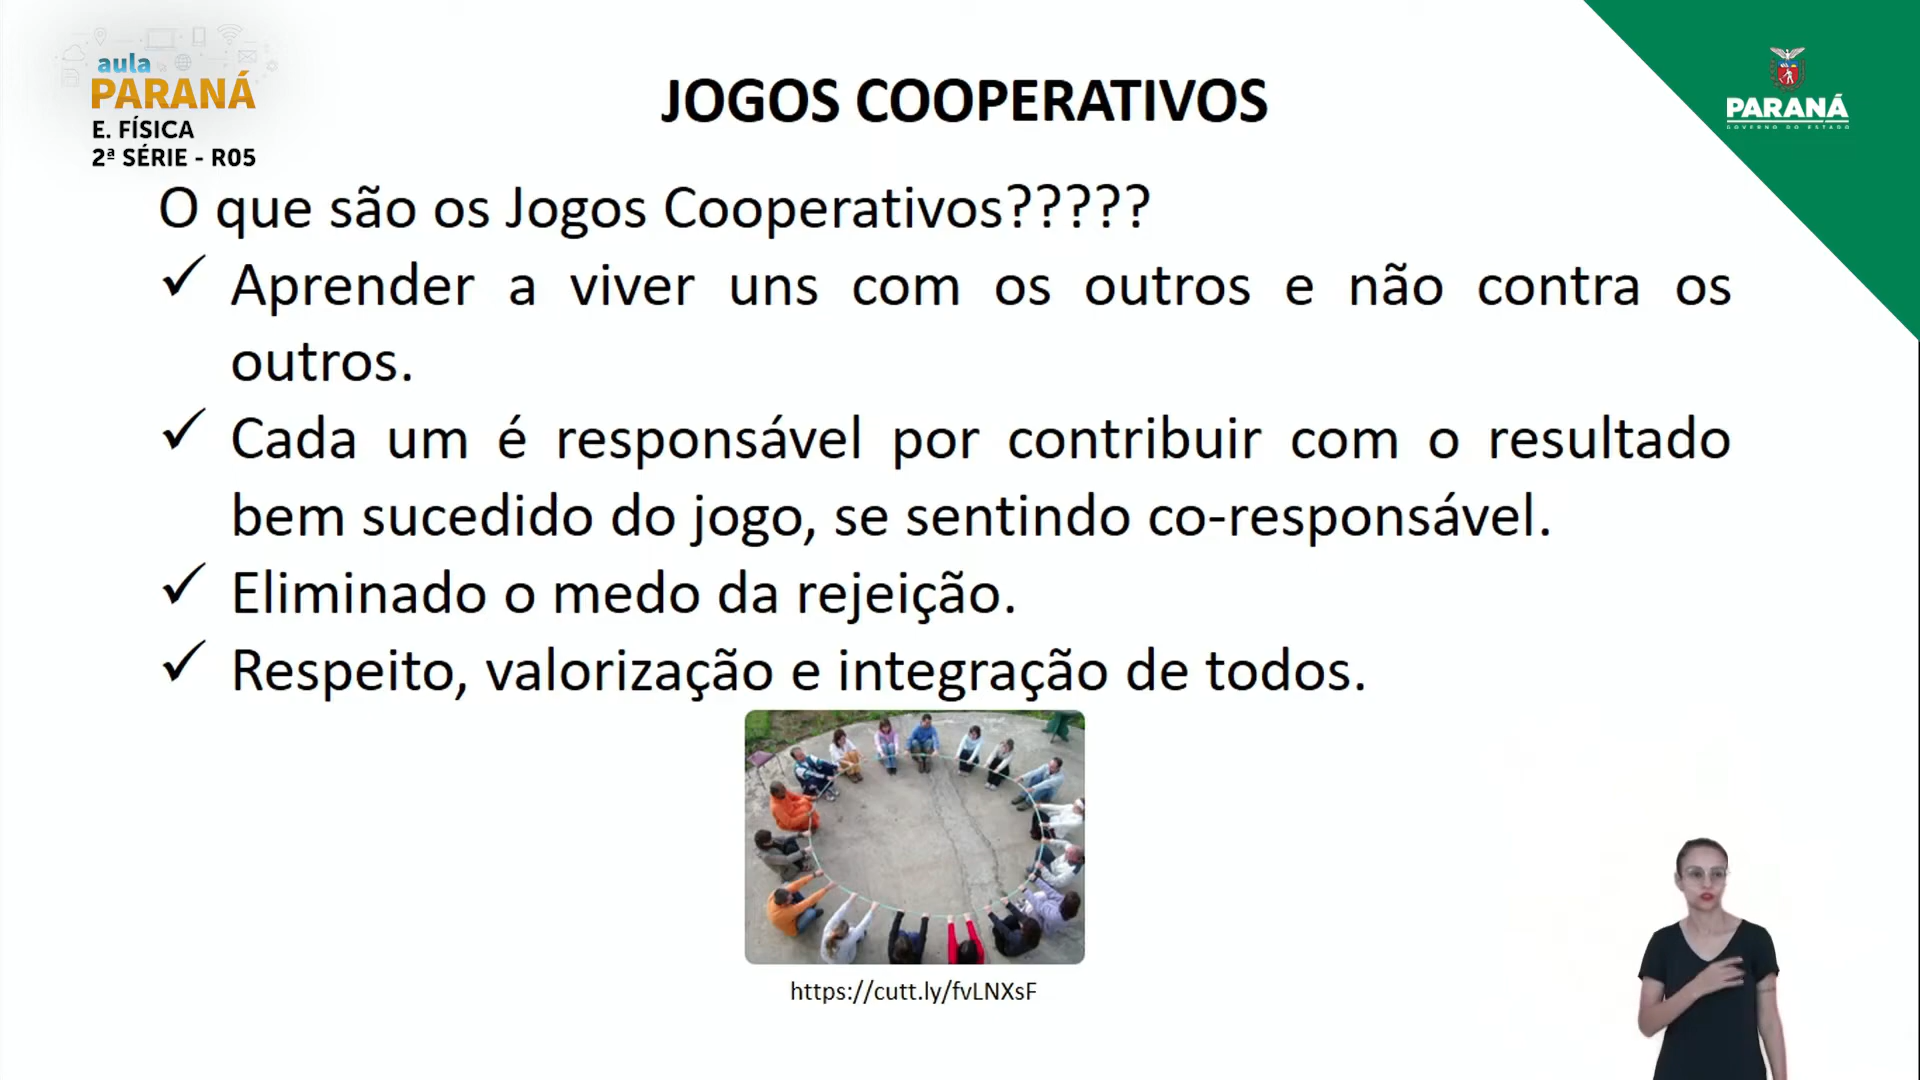 aula
PARANÁ
E. FÍSICA
2ª SÉRIE - R05
JOGOS COOPERATIVOS
PARANÁ
GOVERNO DO ESTADO
O que são os Jogos Cooperativos?????
✓ Aprender a viver uns com os outros e não contra os
outros.
✓ Cada um é responsável por contribuir com o resultado
bem sucedido do jogo, se sentindo co-responsável.
✓ Eliminado o medo da rejeição.
✓ Respeito, valorização e integração de todos.
https://cutt.ly/fvLNXsF